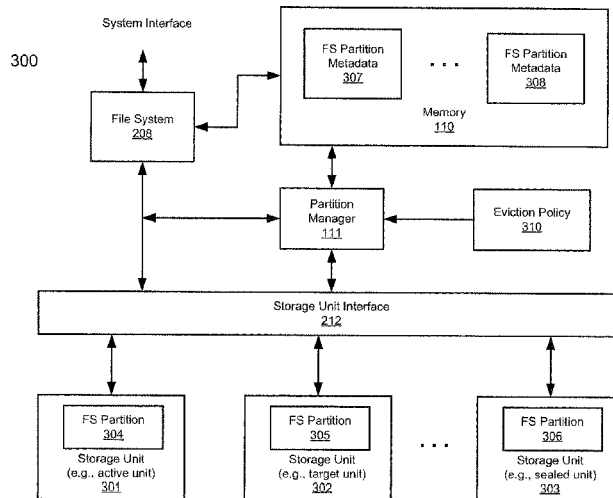 System Interface
300
FS Partition
Metadata
307
. . .
FS Partition
Metadata
308
Memory
110
File System
208
Partition
Manager
111
Eviction Policy
310
Storage Unit Interface
212
FS Partition
304
Storage Unit
(e.g., active unit)
301
FS Partition
305
Storage Unit
(e.g., target unit)
302
. . .
FS Partition
306
Storage Unit
(e.g., sealed unit)
303